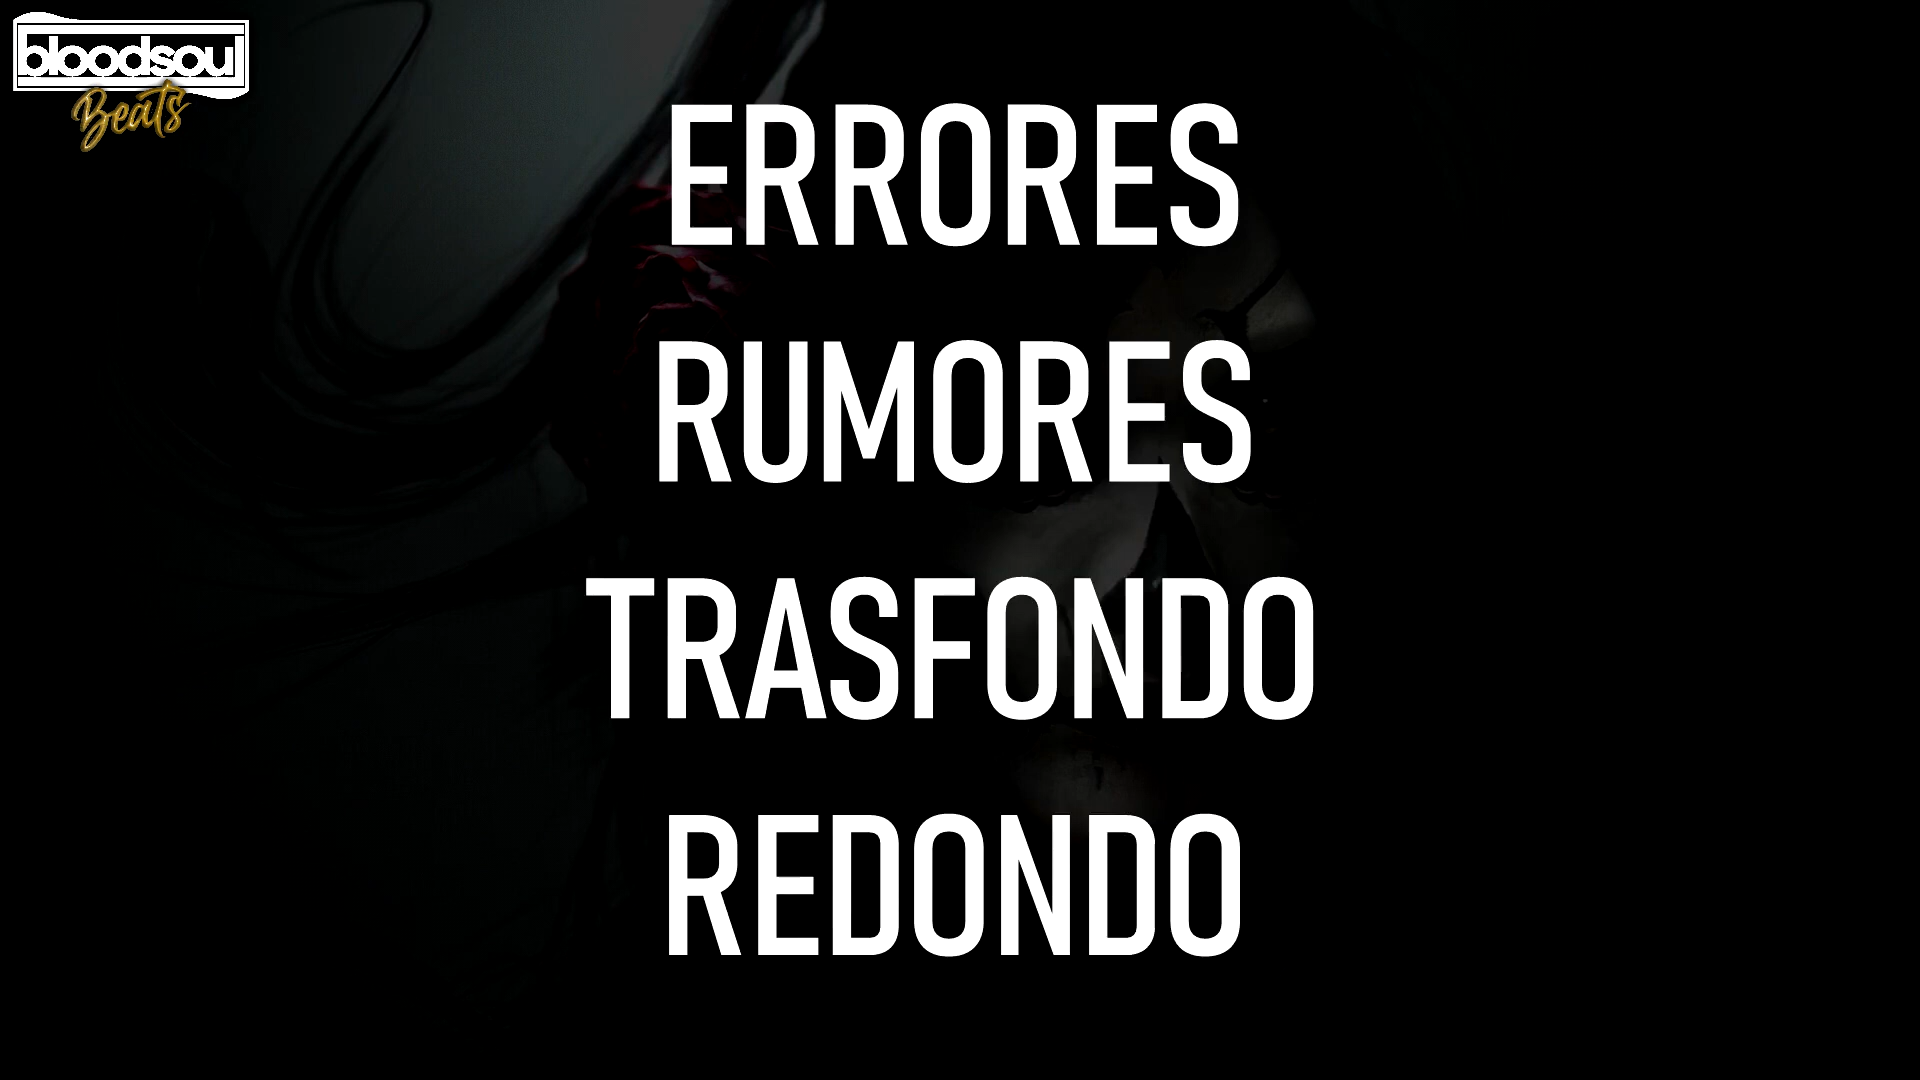 bloodsoul
Beats
ERRORES
RUMORES
TRASFONDO
REDONDO